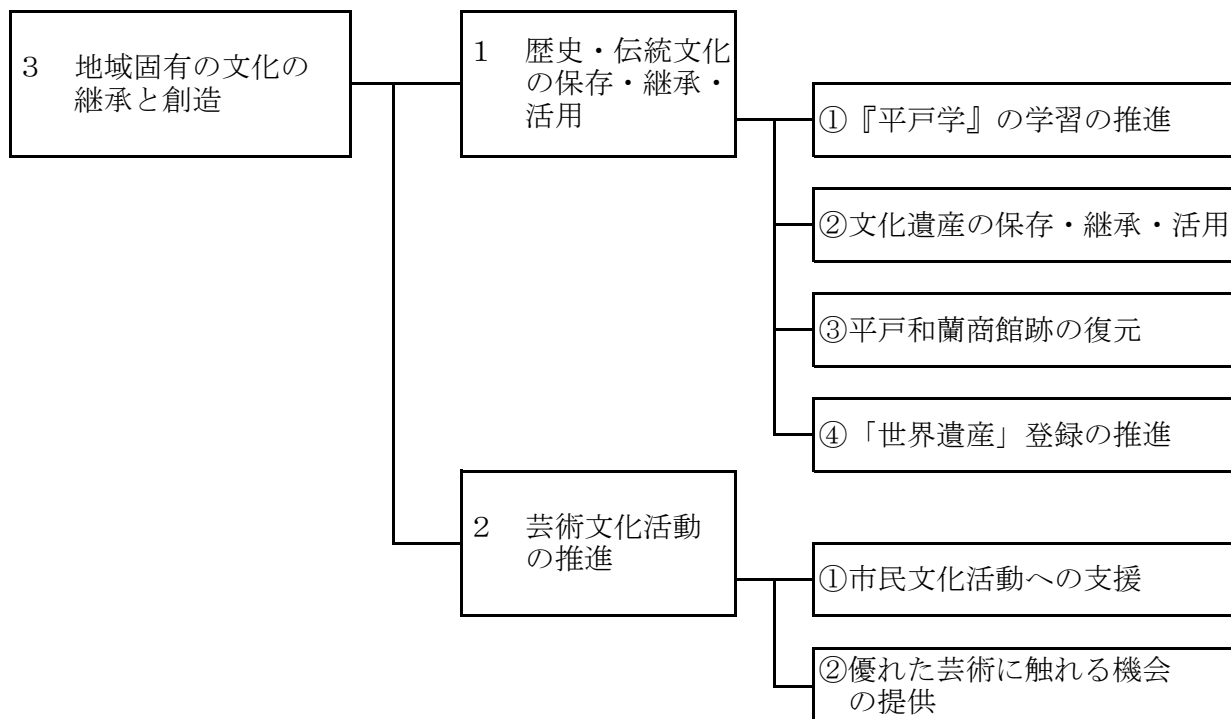 3 地域固有の文化の
継承と創造
1 歴史・伝統文化
の保存・継承・
活用
①『平戸学』の学習の推進
②文化遺産の保存・継承・活用
③平戸和蘭商館跡の復元
④「世界遺産」登録の推進
2 芸術文化活動
の推進
①市民文化活動への支援
②優れた芸術に触れる機会
の提供